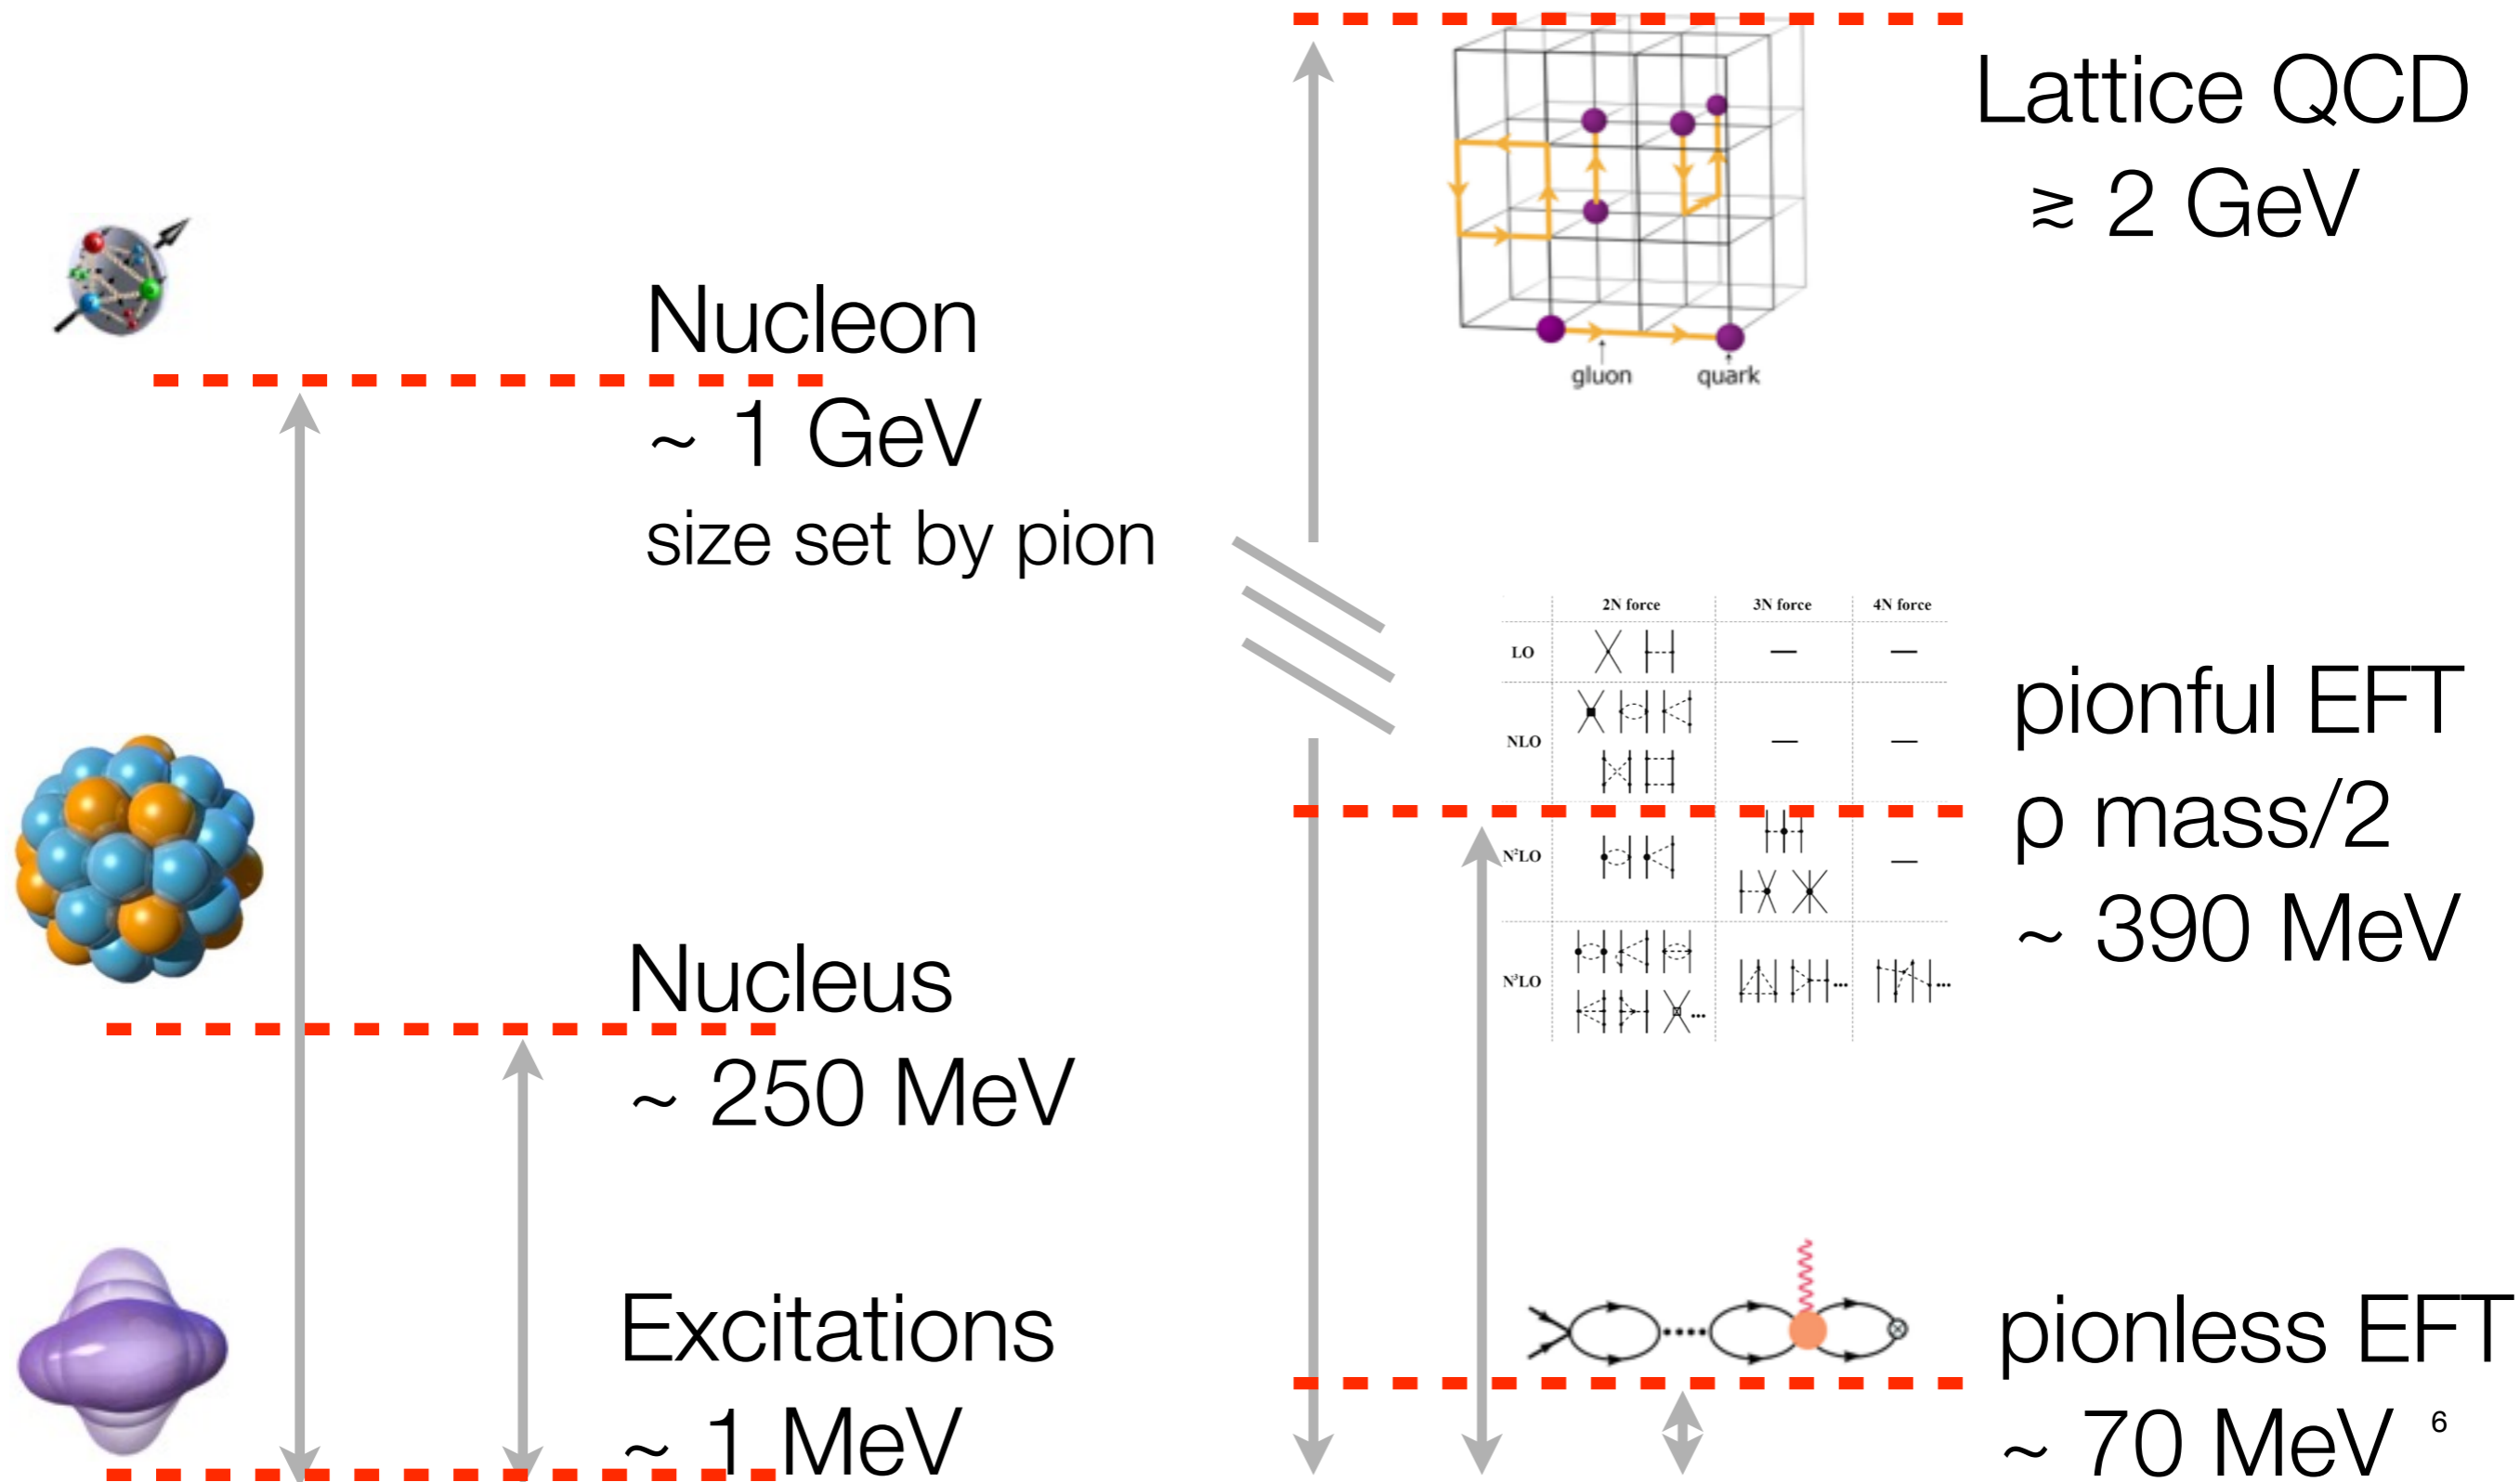 Nucleon
~ 1 GeV
size set by pion
Nucleus
~ 250 MeV
Excitations
~ 1 MeV
Lattice QCD
≳ 2 GeV
gluon quark
2N force 3N force 4N force
LO — —
NLO — —
N²LO —
N³LO ... ... ...
pionful EFT
ρ mass/2
~ 390 MeV
pionless EFT
~ 70 MeV 6